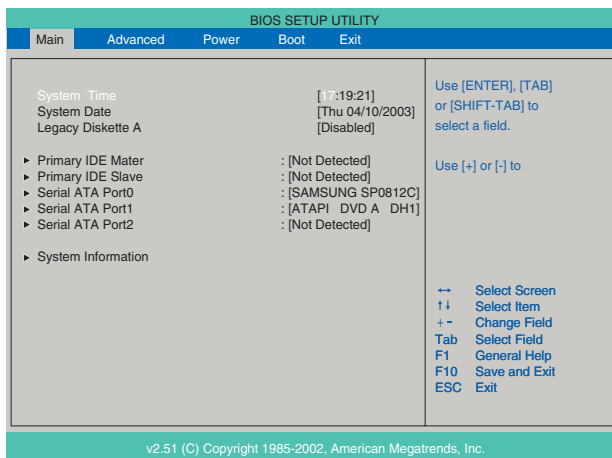 BIOS SETUP UTILITY
Main Advanced Power Boot Exit
System Time [17:19:21]
System Date [Thu 04/10/2003]
Legacy Diskette A [Disabled]
▸ Primary IDE Mater : [Not Detected]
▸ Primary IDE Slave : [Not Detected]
▸ Serial ATA Port0 : [SAMSUNG SP0812C]
▸ Serial ATA Port1 : [ATAPI DVD A DH1]
▸ Serial ATA Port2 : [Not Detected]
▸ System Information
Use [ENTER], [TAB]
or [SHIFT-TAB] to
select a field.
Use [+] or [-] to
↔ Select Screen
↑↓ Select Item
+ - Change Field
Tab Select Field
F1 General Help
F10 Save and Exit
ESC Exit
v2.51 (C) Copyright 1985-2002, American Megatrends, Inc.